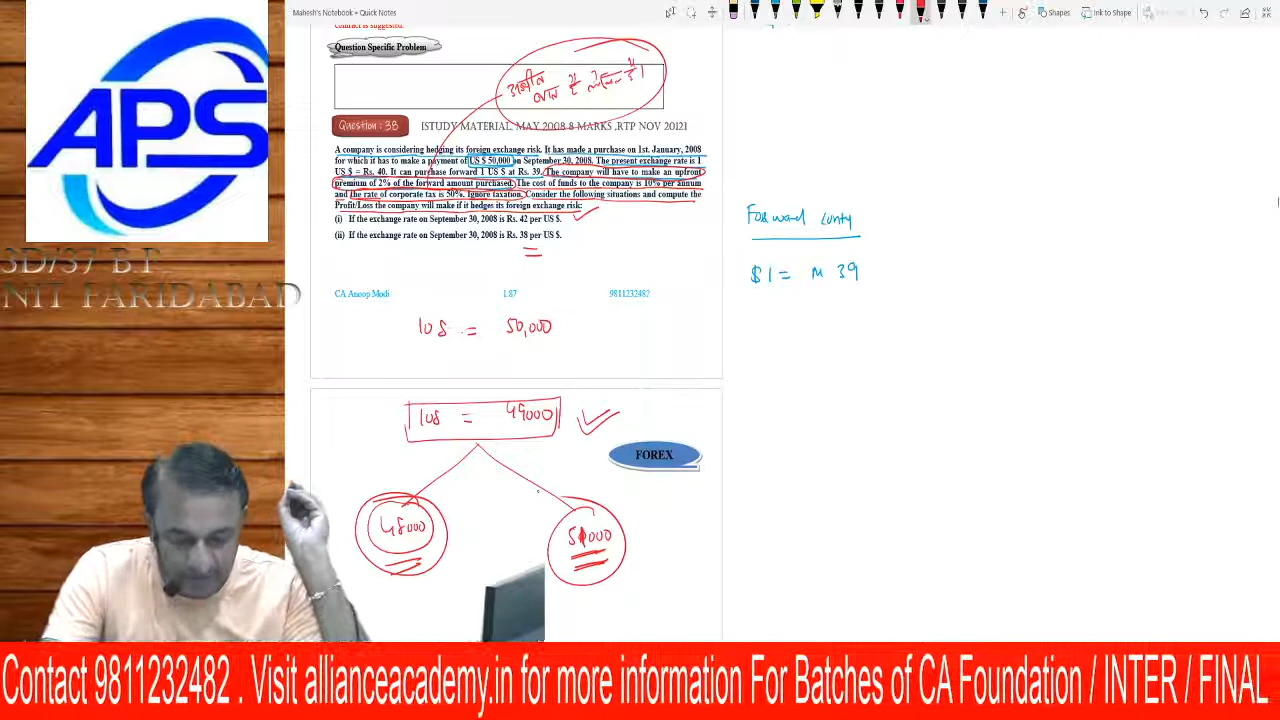 Mahesh's Notebook » Quick Notes
Shapes
Ink to Shape
contract is suggested.
Question Specific Problem
Question : 38 [STUDY MATERIAL, MAY 2008 8 MARKS ,RTP NOV 2012]
A company is considering hedging its foreign exchange risk. It has made a purchase on 1st. January, 2008
for which it has to make a payment of US $ 50,000 on September 30, 2008. The present exchange rate is 1
US $ = Rs. 40. It can purchase forward 1 US $ at Rs. 39. The company will have to make an upfront
premium of 2% of the forward amount purchased. The cost of funds to the company is 10% per annum
and the rate of corporate tax is 50%. Ignore taxation. Consider the following situations and compute the
Profit/Loss the company will make if it hedges its foreign exchange risk:
(i) If the exchange rate on September 30, 2008 is Rs. 42 per US $.
(ii) If the exchange rate on September 30, 2008 is Rs. 38 per US $.
CA Anoop Modi 1.87 9811232482
= 50,000
= 49000
FOREX
48000
51000
Forward
$1 = 39
APS
3D/37 B.P.
NIT FARIDABAD
Contact 9811232482 . Visit allianceacademy.in for more information For Batches of CA Foundation / INTER / FINAL